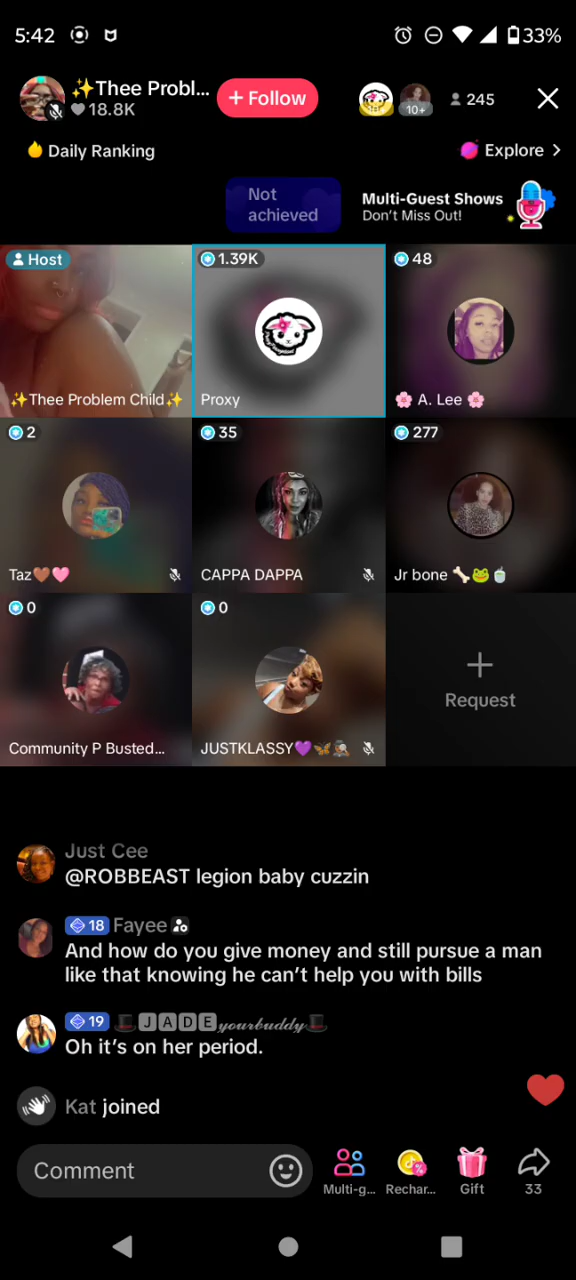 5:42
33%
✨Thee Probl...
18.8K
+ Follow
10+
245
Daily Ranking
Explore >
Not
achieved
Multi-Guest Shows
Don't Miss Out!
Host
1.39K
48
✨Thee Problem Child✨
Proxy
🌸 A. Lee 🌸
2
35
277
Taz🤎🩷
CAPPA DAPPA
Jr bone 🦴🐸🍵
0
0
Community P Busted...
JUSTKLASSY💜🦋🕵🏽‍♀️
Request
Just Cee
@ROBBEAST legion baby cuzzin
18 Fayee
And how do you give money and still pursue a man
like that knowing he can't help you with bills
19 🎩🅹🅰🅳🅴𝓎𝑜𝓊𝓇𝒷𝓊𝒹𝒹𝓎🎩
Oh it's on her period.
Kat joined
Comment
Multi-g...
Rechar...
Gift
33